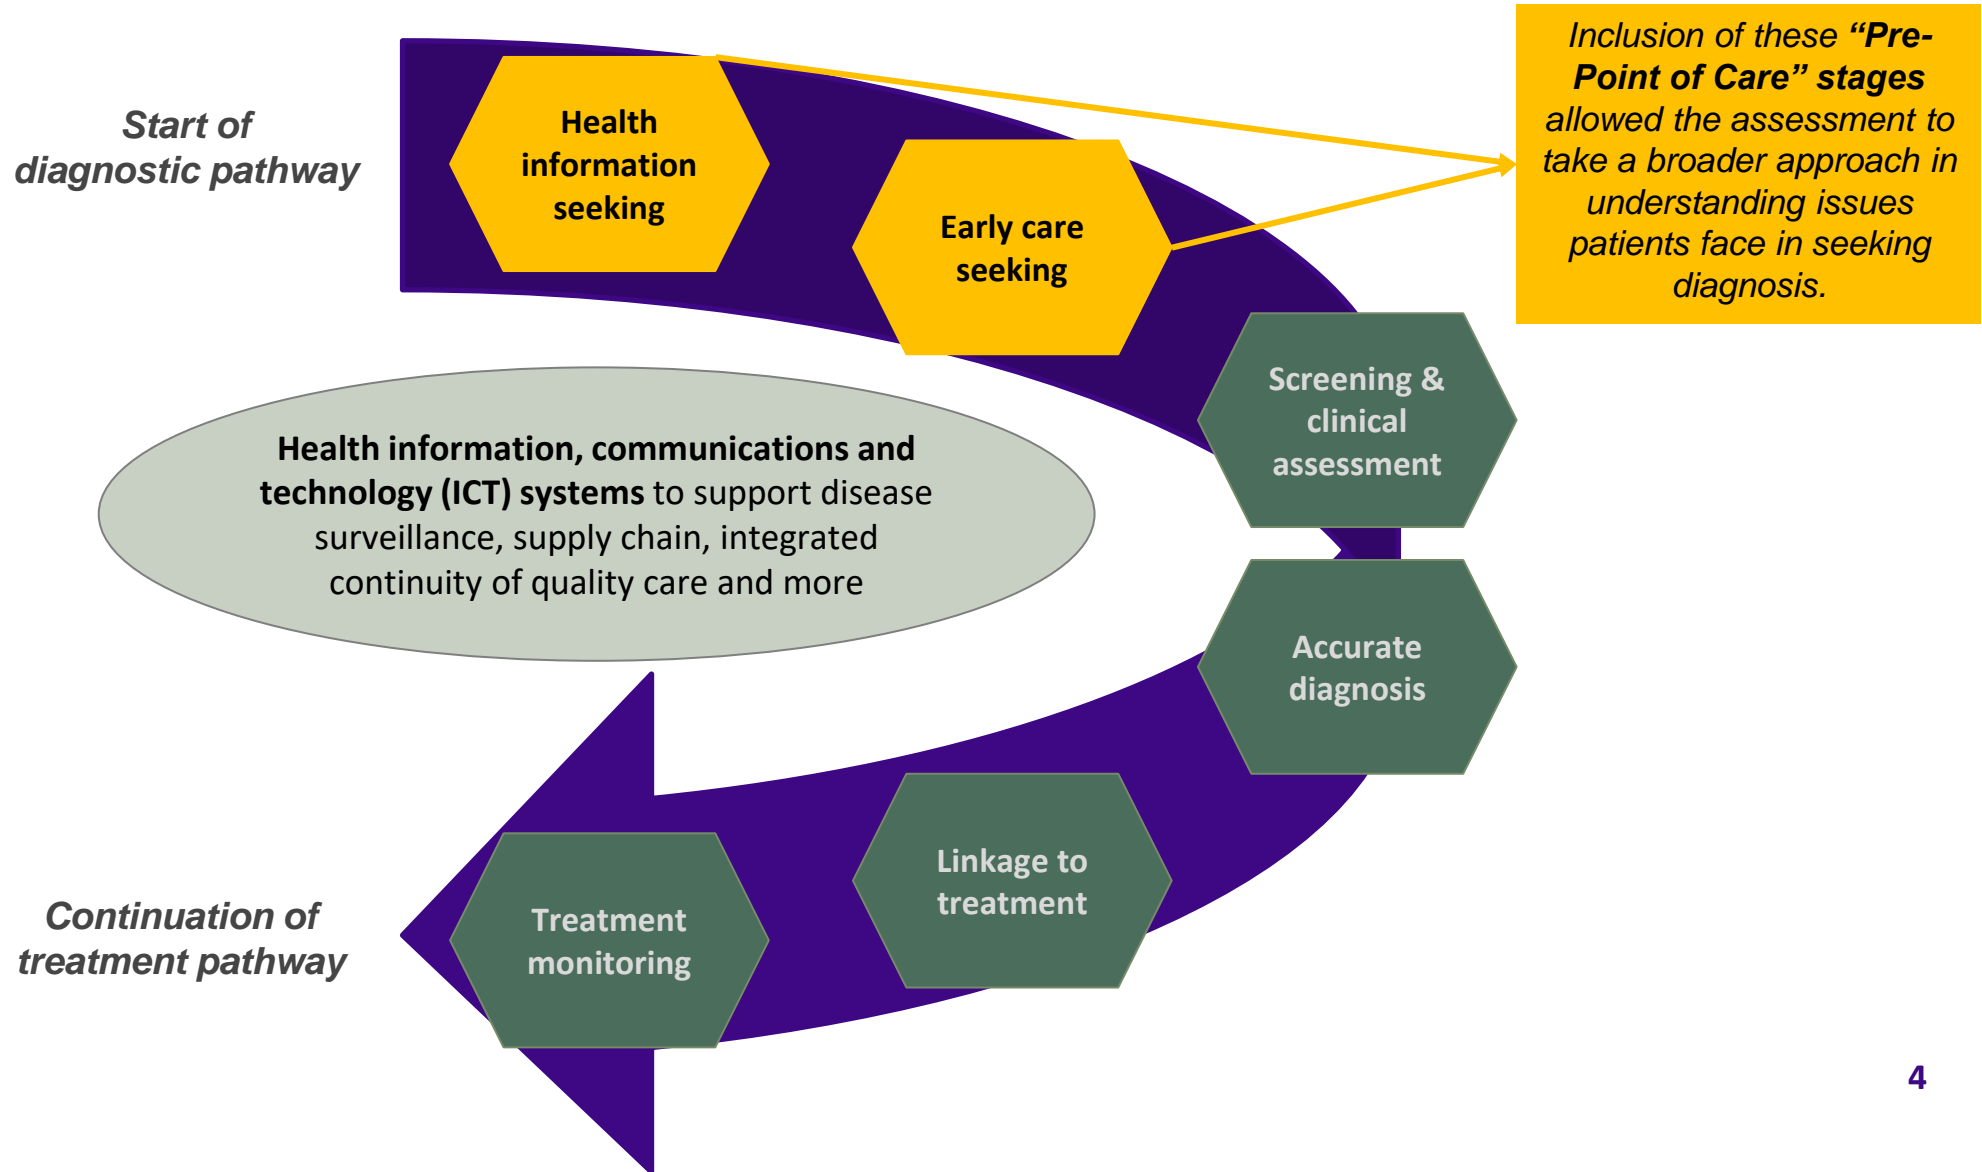 Start of
diagnostic pathway
Health
information
seeking
Early care
seeking
Inclusion of these “Pre-
Point of Care” stages
allowed the assessment to
take a broader approach in
understanding issues
patients face in seeking
diagnosis.
Screening &
clinical
assessment
Health information, communications and
technology (ICT) systems to support disease
surveillance, supply chain, integrated
continuity of quality care and more
Accurate
diagnosis
Linkage to
treatment
Treatment
monitoring
Continuation of
treatment pathway
4